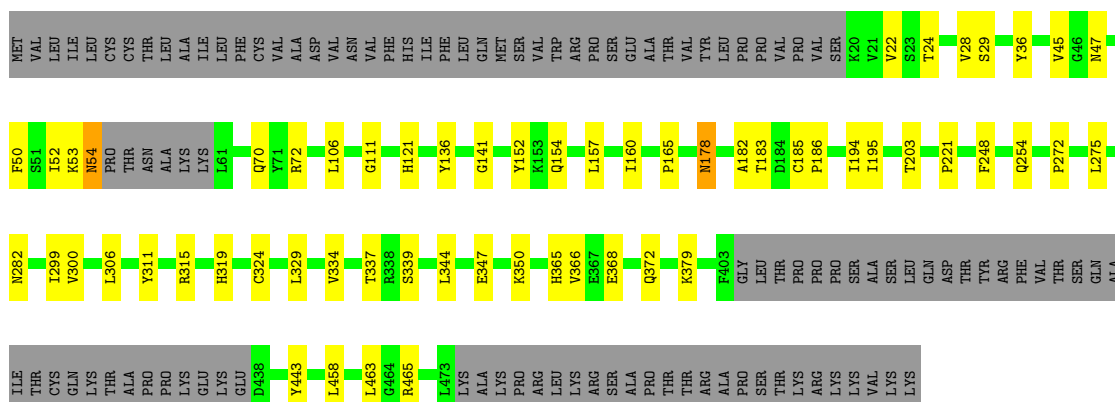 MET VAL LEU ILE LEU CYS CYS THR LEU ALA ILE LEU PHE CYS VAL ALA ASP VAL ASN VAL PHE HIS ILE PHE LEU GLN MET SER VAL TRP ARG PRO SER GLU ALA THR VAL TYR LEU PRO PRO VAL PRO VAL SER K20 V21 V22 S23 T24 V28 S29 Y36 V45 G46 N47
F50 S51 I52 K53 N54 PRO THR ASN ALA LYS LYS L61 Q70 Y71 R72 L106 G111 H121 Y136 G141 Y152 K153 Q154 L157 I160 P165 N178 A182 T183 D184 C185 P186 I194 I195 T203 P221 F248 Q254 P272 L275
N282 I299 V300 L306 Y311 R315 H319 C324 L329 V334 T337 R338 S339 L344 E347 K350 H365 V366 E367 E368 Q372 K379 F403 GLY LEU THR PRO PRO PRO SER ALA SER LEU GLN ASP THR TYR ARG PHE VAL THR SER GLN ALA
ILE THR CYS GLN LYS THR ALA PRO PRO LYS GLU LYS GLU D438 Y443 L458 L463 G464 R465 L473 LYS ALA LYS PRO ARG LEU LYS ARG SER ALA PRO THR THR ARG ALA PRO SER THR LYS ARG LYS LYS VAL LYS LYS